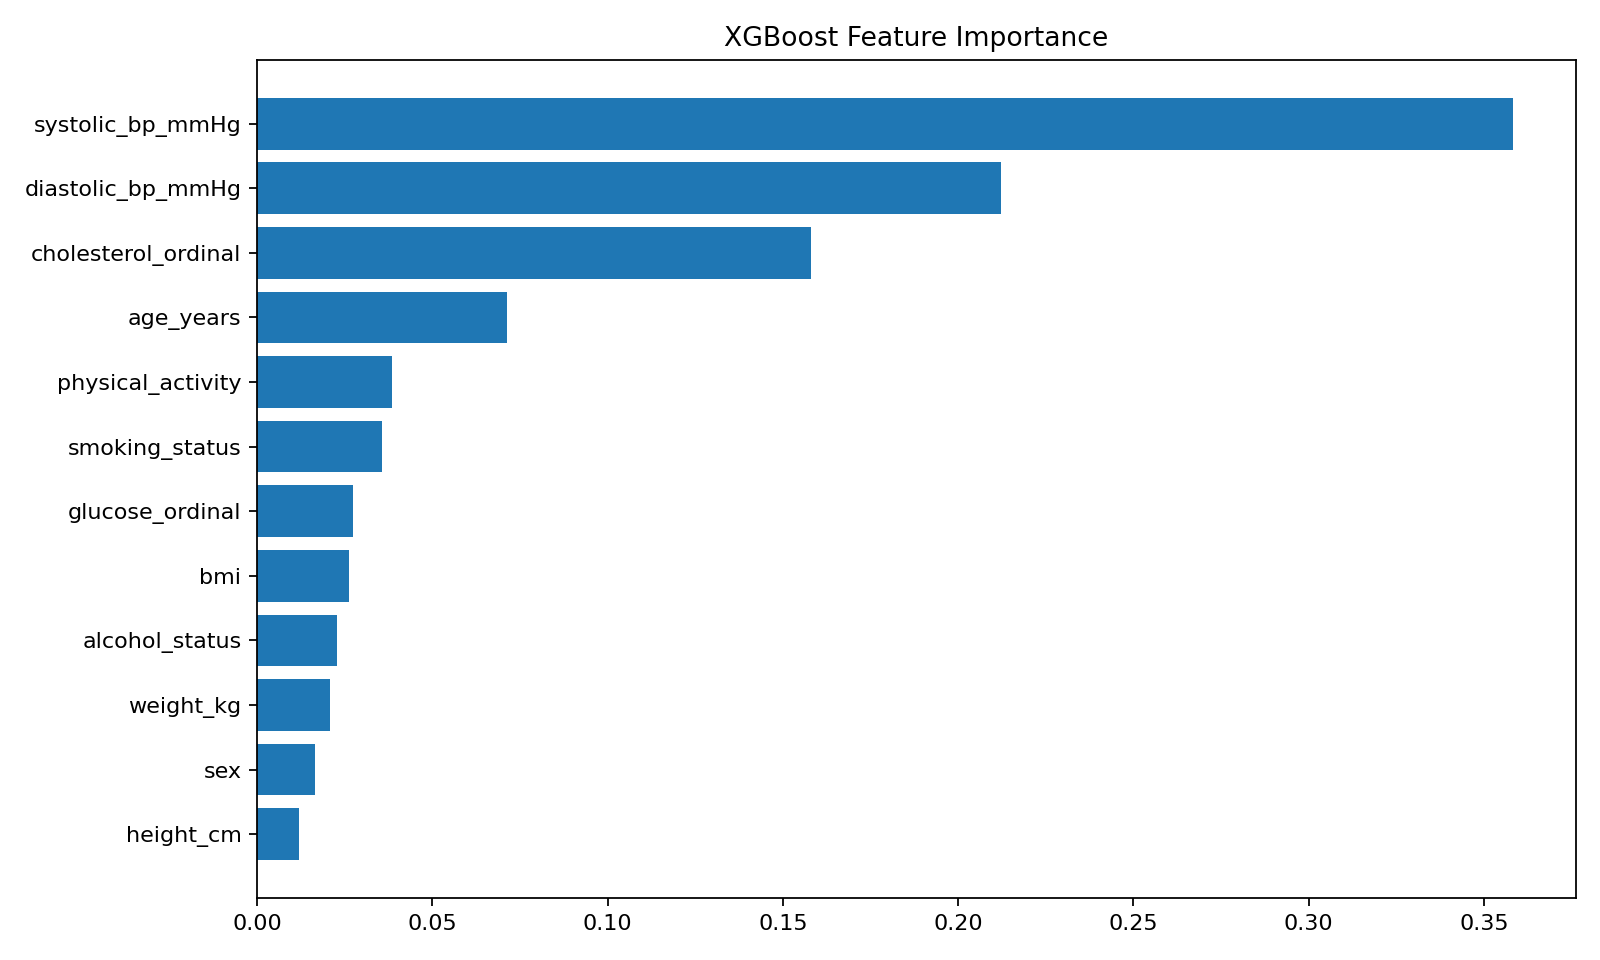 XGBoost Feature Importance
systolic_bp_mmHg
diastolic_bp_mmHg
cholesterol_ordinal
age_years
physical_activity
smoking_status
glucose_ordinal
bmi
alcohol_status
weight_kg
sex
height_cm
0.00 0.05 0.10 0.15 0.20 0.25 0.30 0.35